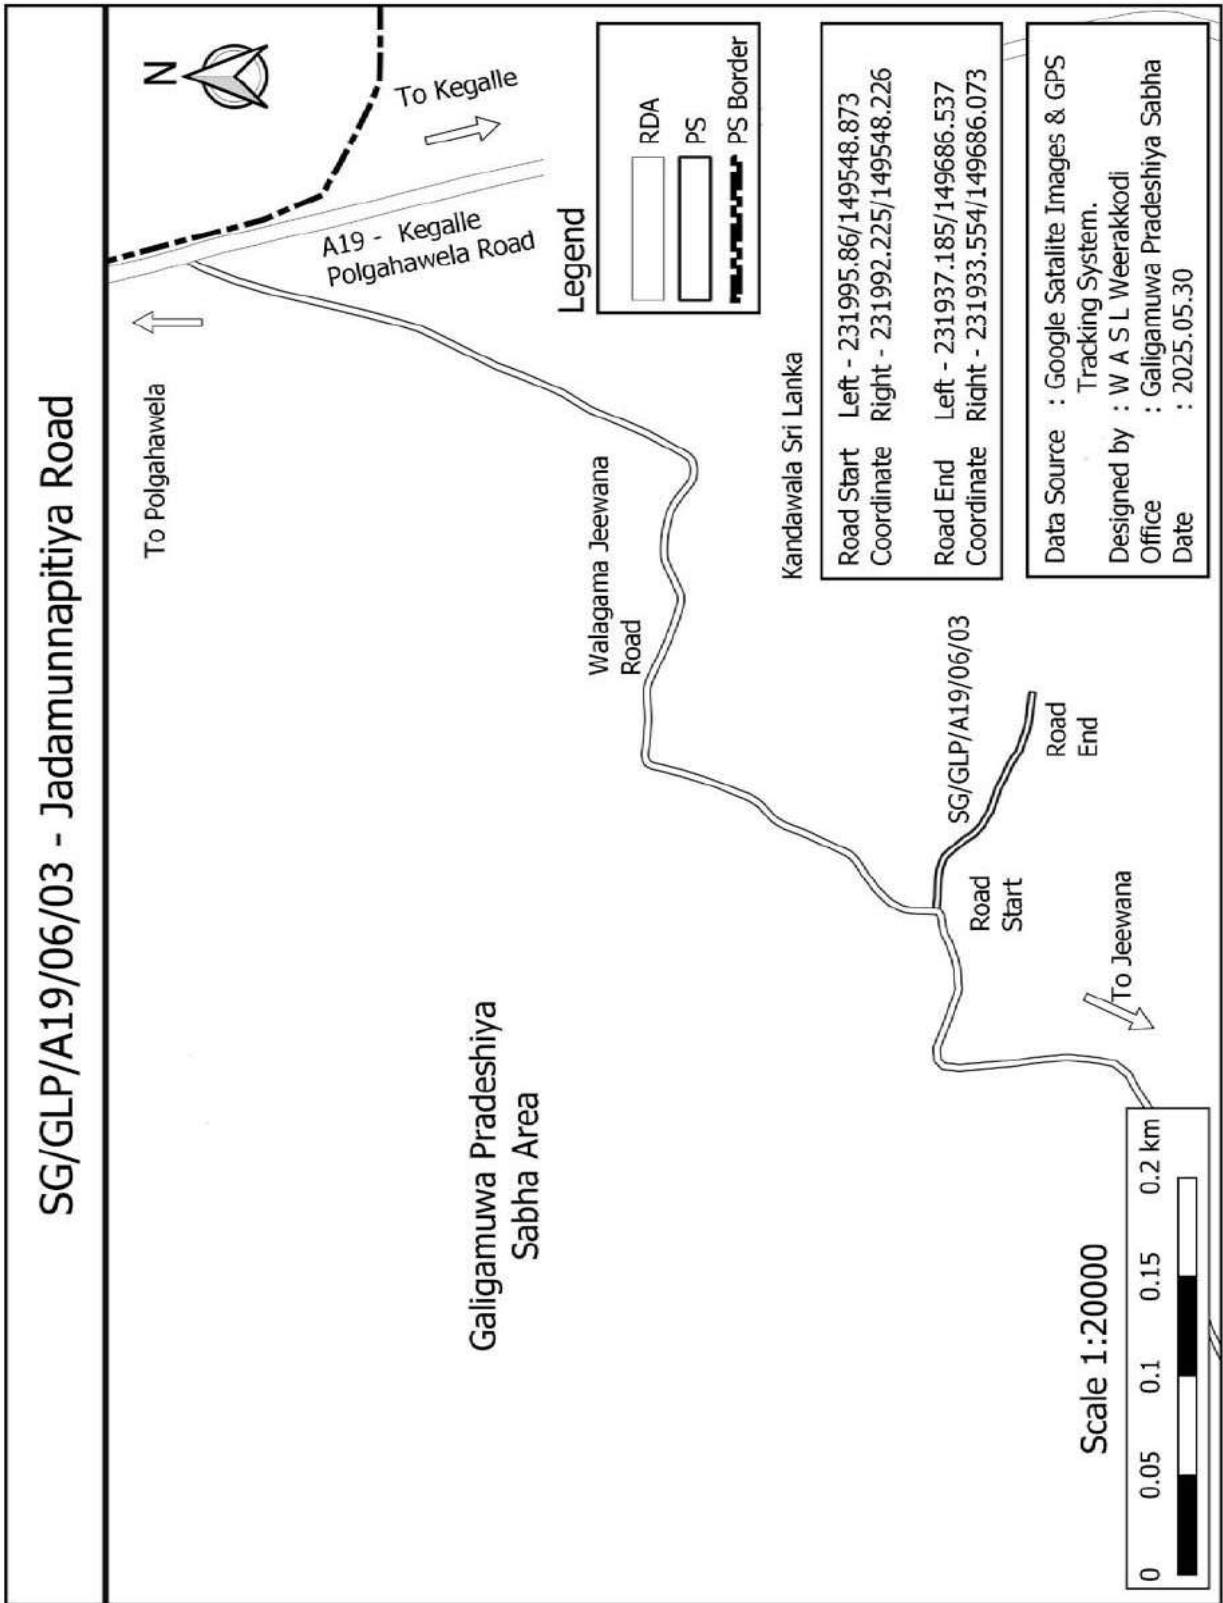 SG/GLP/A19/06/03 - Jadamunnapitiya Road
N
To Polgahawela
To Kegalle
A19 - Kegalle
Polgahawela Road
Legend
RDA
PS
PS Border
Walagama Jeewana
Road
Galigamuwa Pradeshiya
Sabha Area
Kandawala Sri Lanka
Road Start Left - 231995.86/149548.873
Coordinate Right - 231992.225/149548.226
Road End Left - 231937.185/149686.537
Coordinate Right - 231933.554/149686.073
SG/GLP/A19/06/03
Road
Start
Road
End
To Jeewana
Data Source : Google Satalite Images & GPS
Tracking System.
Designed by : W A S L Weerakkodi
Office : Galigamuwa Pradeshiya Sabha
Date : 2025.05.30
Scale 1:20000
0 0.05 0.1 0.15 0.2 km